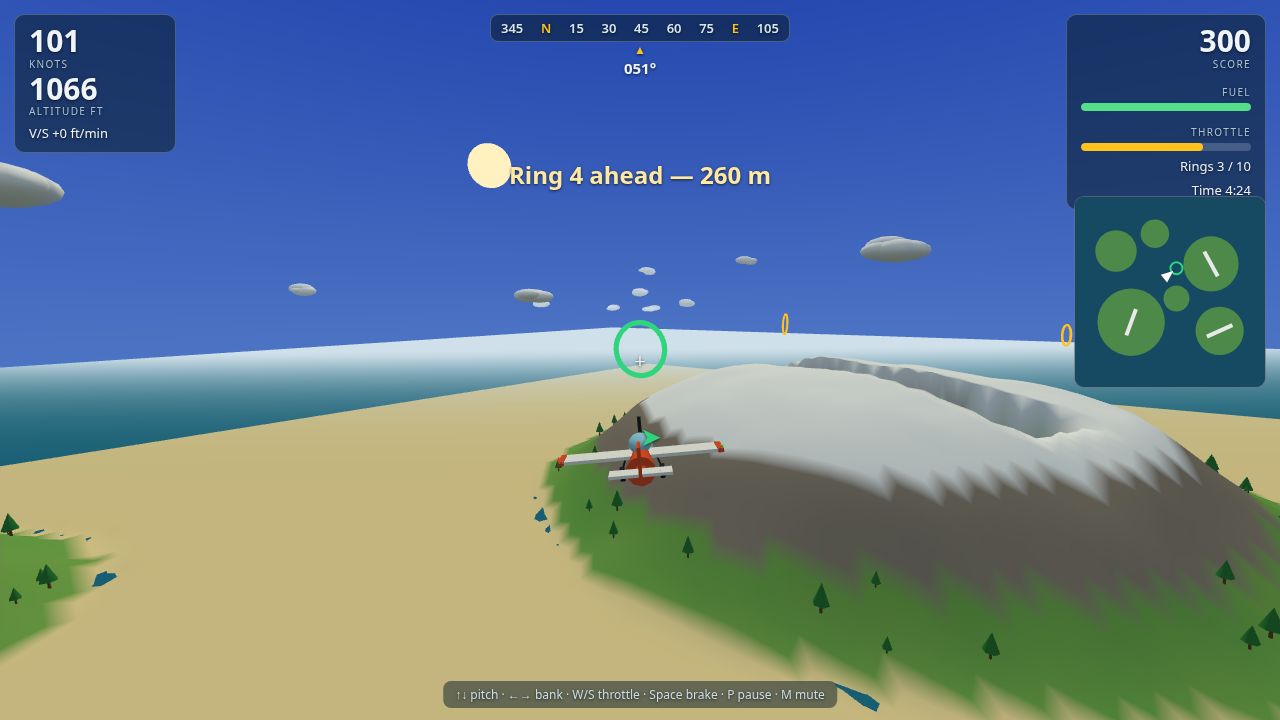 101
KNOTS
1066
ALTITUDE FT
V/S +0 ft/min
345 N 15 30 45 60 75 E 105
051°
300
SCORE
FUEL
THROTTLE
Rings 3 / 10
Time 4:24
Ring 4 ahead — 260 m
↑↓ pitch · ←→ bank · W/S throttle · Space brake · P pause · M mute